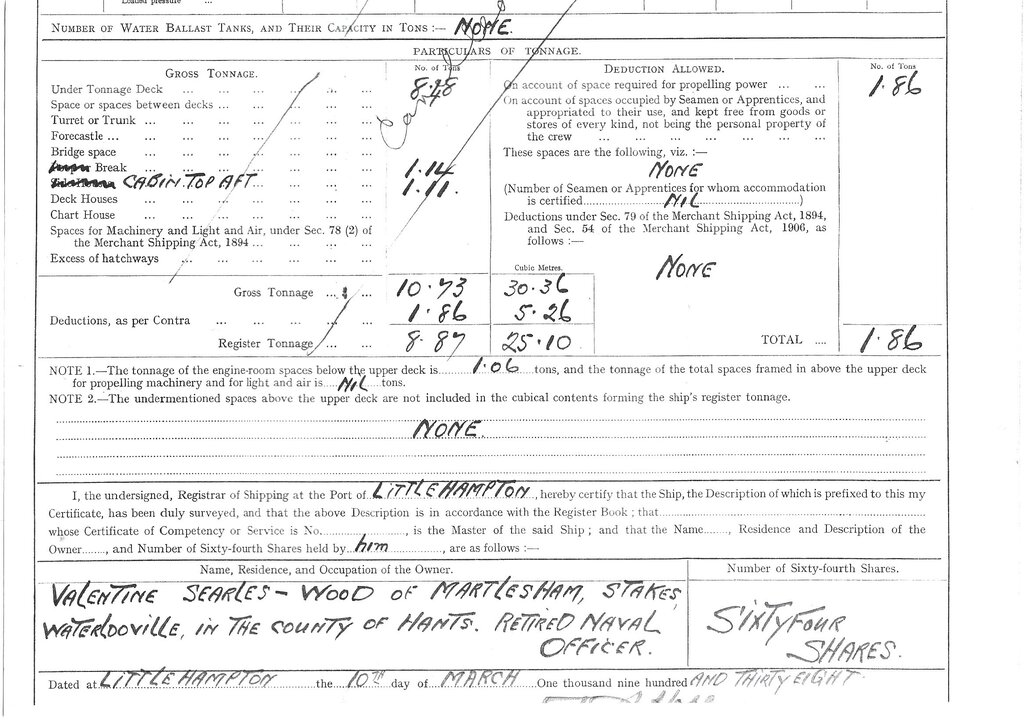 Loaded pressure ...
NUMBER OF WATER BALLAST TANKS, AND THEIR CAPACITY IN TONS :— NONE.
PARTICULARS OF TONNAGE.
GROSS TONNAGE.
No. of Tons
Under Tonnage Deck ... ... ... ... ... 8.48
Space or spaces between decks ... ... ... ... ...
Turret or Trunk ... ... ... ... ... ...
Forecastle ... ... ... ... ... ...
Bridge space ... ... ... ... ...
Break ... ... ... ... ... 1.14
CABIN TOP AFT ... ... ... 1.11.
Deck Houses ... ... ... ... ...
Chart House ... ... ... ... ...
Spaces for Machinery and Light and Air, under Sec. 78 (2) of
the Merchant Shipping Act, 1894 ... ... ... ...
Excess of hatchways ... ... ... ... ...
DEDUCTION ALLOWED.
No. of Tons
On account of space required for propelling power ... ... 1.86
On account of spaces occupied by Seamen or Apprentices, and
appropriated to their use, and kept free from goods or
stores of every kind, not being the personal property of
the crew ... ... ... ... ... ...
These spaces are the following, viz. :—
NONE
(Number of Seamen or Apprentices for whom accommodation
is certified NIL )
Deductions under Sec. 79 of the Merchant Shipping Act, 1894,
and Sec. 54 of the Merchant Shipping Act, 1906, as
follows :—
NONE
Cubic Metres.
Gross Tonnage ... ... 10.73 30.36
Deductions, as per Contra ... ... ... ... 1.86 5.26
Register Tonnage ... ... 8.87 25.10
TOTAL .... 1.86
NOTE 1.—The tonnage of the engine-room spaces below the upper deck is 1.06 tons, and the tonnage of the total spaces framed in above the upper deck
for propelling machinery and for light and air is NIL tons.
NOTE 2.—The undermentioned spaces above the upper deck are not included in the cubical contents forming the ship's register tonnage.
NONE.
I, the undersigned, Registrar of Shipping at the Port of LITTLEHAMPTON, hereby certify that the Ship, the Description of which is prefixed to this my
Certificate, has been duly surveyed, and that the above Description is in accordance with the Register Book ; that
whose Certificate of Competency or Service is No. , is the Master of the said Ship ; and that the Name......, Residence and Description of the
Owner......, and Number of Sixty-fourth Shares held by him , are as follows :—
Name, Residence, and Occupation of the Owner.
Number of Sixty-fourth Shares.
VALENTINE SEARLES - WOOD OF MARTLESHAM, STAKES,
WATERLOOVILLE, IN THE COUNTY OF HANTS. RETIRED NAVAL
OFFICER.
SIXTYFOUR
SHARES.
Dated at LITTLEHAMPTON the 10TH day of MARCH One thousand nine hundred AND THIRTY EIGHT